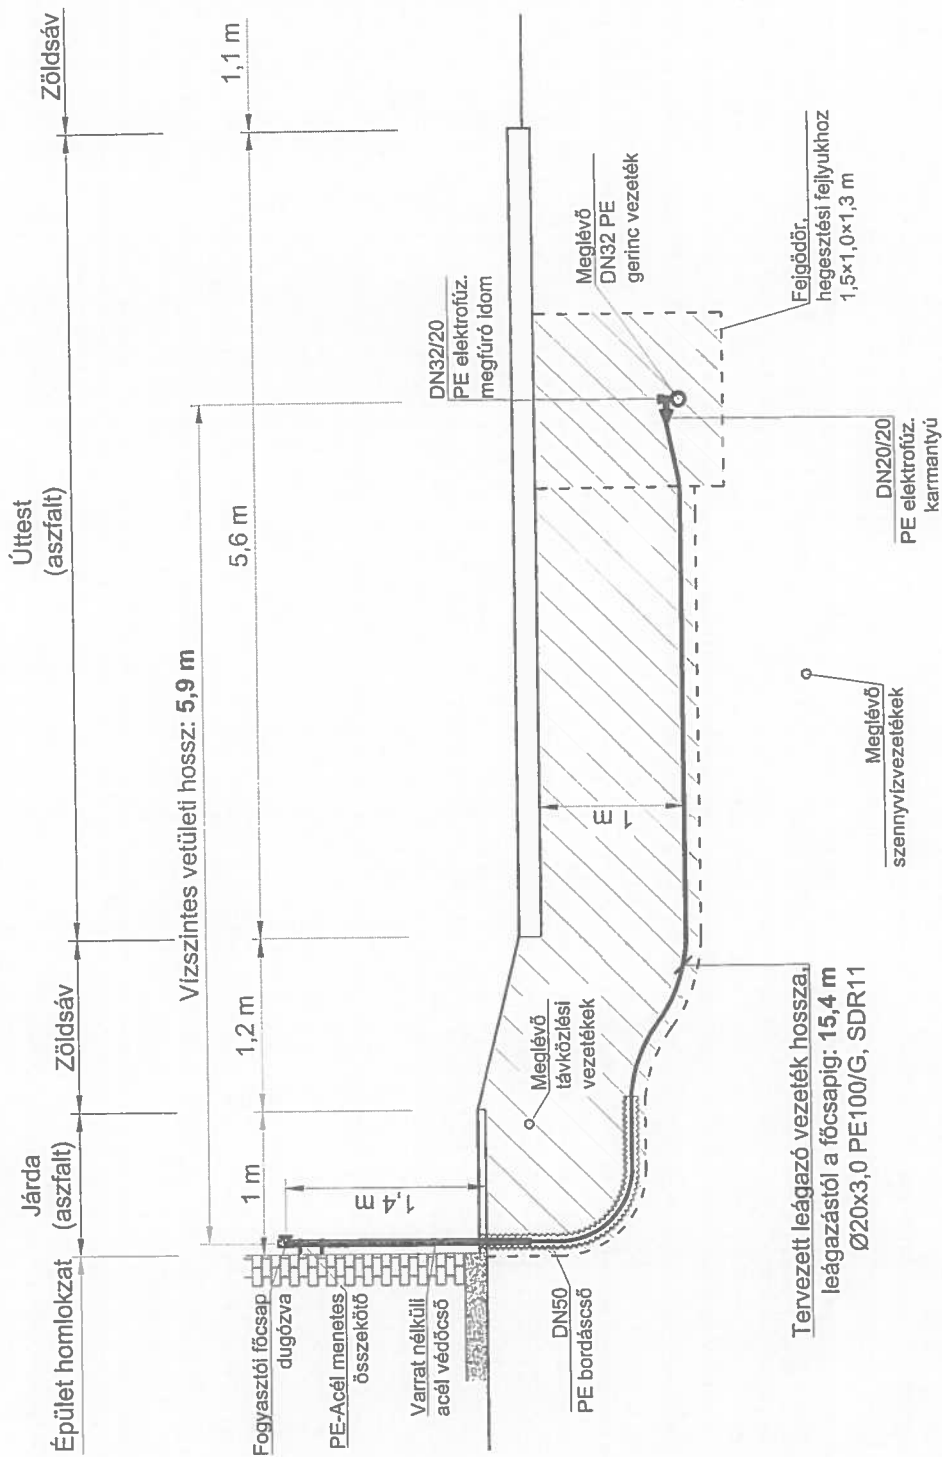 Épület homlokzat
Járda
(aszfalt)
Zöldsáv
Úttest
(aszfalt)
Zöldsáv
Vízszintes vetületi hossz: 5,9 m
1 m
1,2 m
5,6 m
1,1 m
1,4 m
Fogyasztói főcsap
dugózva
PE-Acél menetes
összekötő
Varrat nélküli
acél védőcső
DN50
PE bordáscső
Meglévő
távközlési
vezetékek
1 m
DN32/20
PE elektrofúz.
megfúró idom
Meglévő
DN32 PE
gerinc vezeték
Fejgödör,
hegesztési fejlyukhoz
1,5×1,0×1,3 m
DN20/20
PE elektrofúz.
karmantyú
Meglévő
szennyvízvezetékek
Tervezett leágazó vezeték hossza,
leágazástól a főcsapig: 15,4 m
Ø20x3,0 PE100/G, SDR11